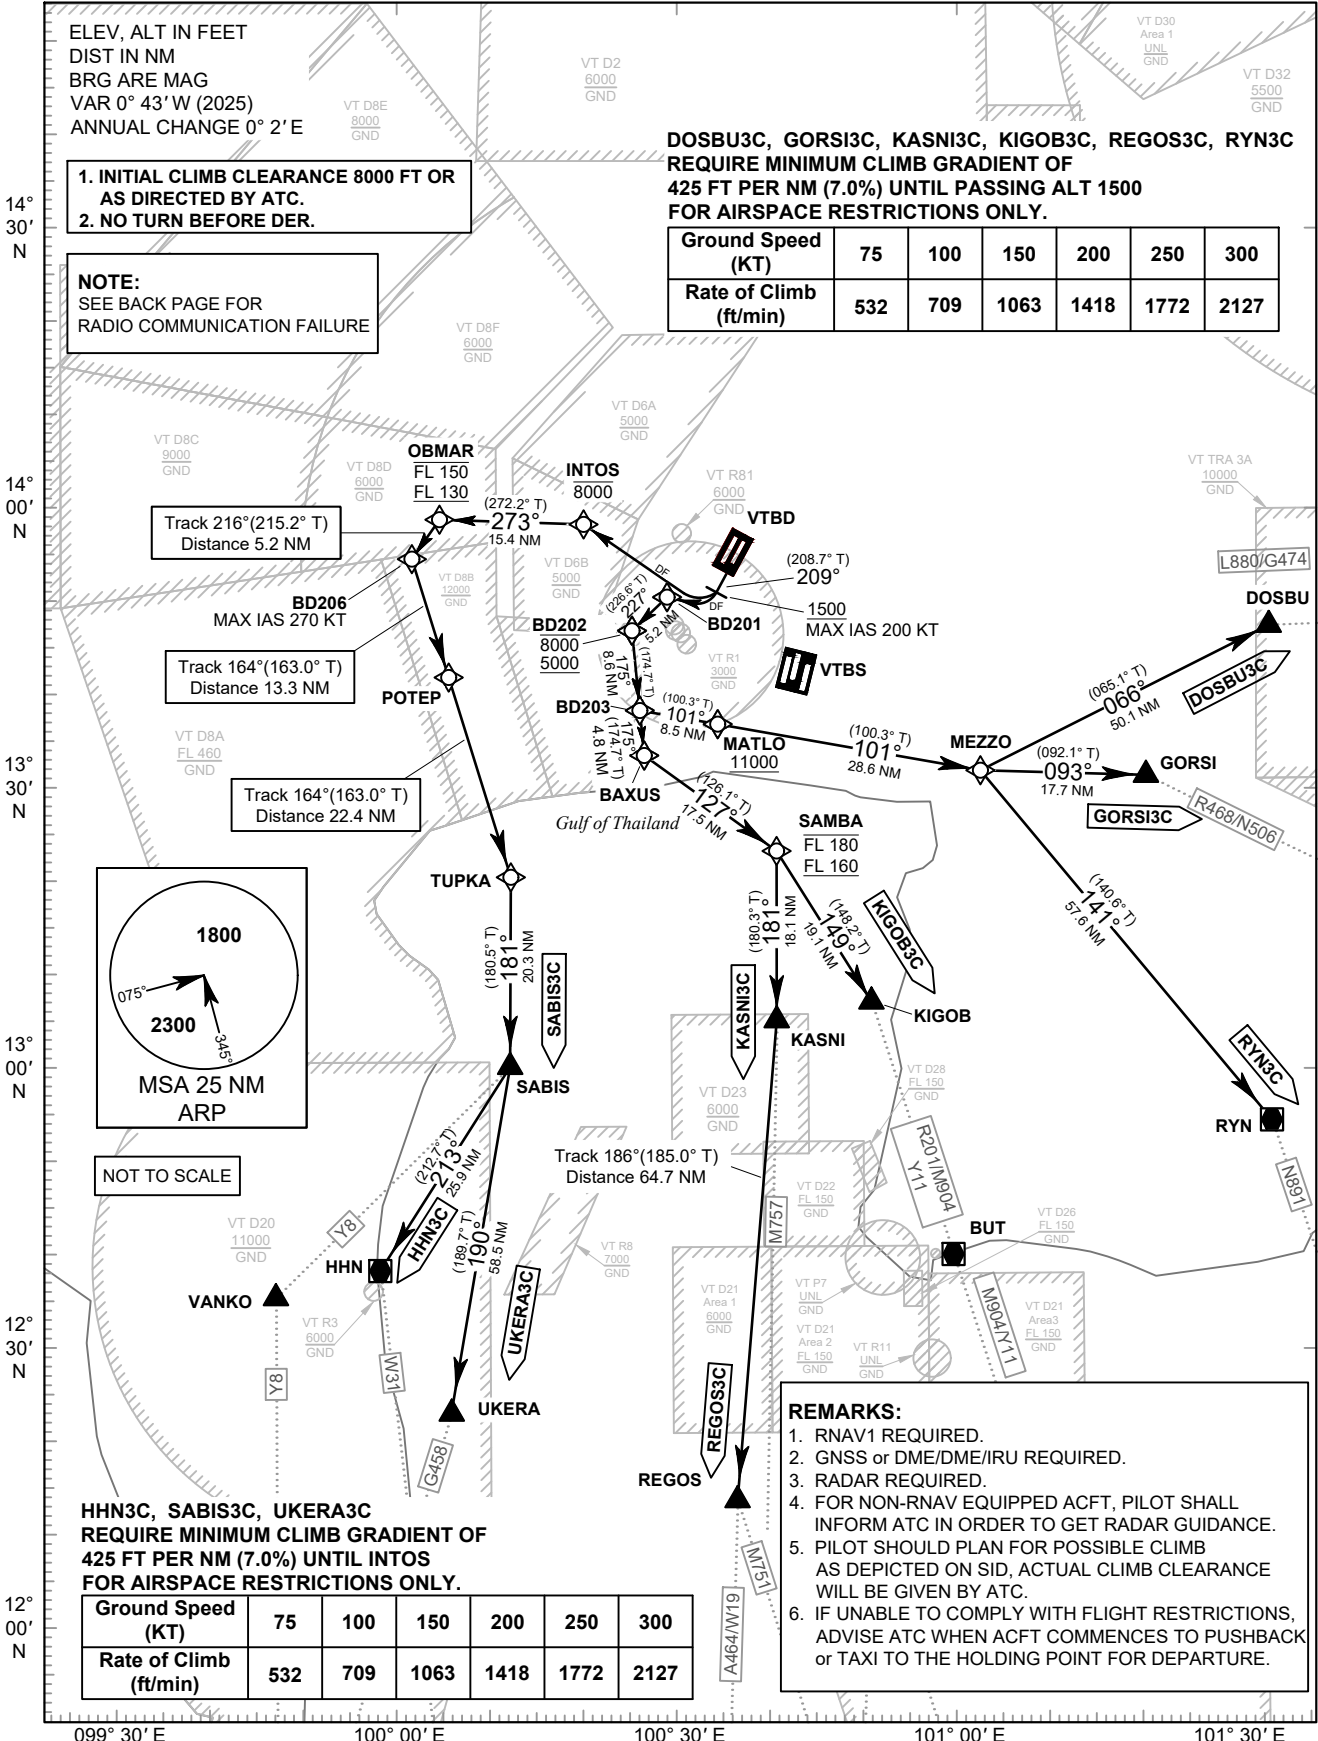 ELEV, ALT IN FEET
DIST IN NM
BRG ARE MAG
VAR 0° 43′ W (2025)
ANNUAL CHANGE 0° 2′ E
1. INITIAL CLIMB CLEARANCE 8000 FT OR
AS DIRECTED BY ATC.
2. NO TURN BEFORE DER.
NOTE:
SEE BACK PAGE FOR
RADIO COMMUNICATION FAILURE
DOSBU3C, GORSI3C, KASNI3C, KIGOB3C, REGOS3C, RYN3C
REQUIRE MINIMUM CLIMB GRADIENT OF
425 FT PER NM (7.0%) UNTIL PASSING ALT 1500
FOR AIRSPACE RESTRICTIONS ONLY.
Ground Speed
(KT)
75 100 150 200 250 300
Rate of Climb
(ft/min)
532 709 1063 1418 1772 2127
VT D8E
8000
GND
VT D2
6000
GND
VT D30
Area 1
UNL
GND
VT D32
5500
GND
VT D8F
6000
GND
VT D6A
5000
GND
VT D8C
9000
GND
VT D8D
6000
GND
VT R81
6000
GND
VT TRA 3A
10000
GND
VT D8B
12000
GND
VT D6B
5000
GND
VT R1
3000
GND
VT D8A
FL 460
GND
OBMAR
FL 150
FL 130
INTOS
8000
(272.2° T)
273°
15.4 NM
VTBD
(208.7° T)
209°
1500
MAX IAS 200 KT
DF
DF
Track 216°(215.2° T)
Distance 5.2 NM
BD206
MAX IAS 270 KT
BD201
(226.6° T)
227°
5.2 NM
BD202
8000
5000
(174.7° T)
175°
8.6 NM
VTBS
L880/G474
DOSBU
DOSBU3C
(065.1° T)
066°
50.1 NM
Track 164°(163.0° T)
Distance 13.3 NM
POTEP
BD203
(100.3° T)
101°
8.5 NM
MATLO
11000
(100.3° T)
101°
28.6 NM
MEZZO
(092.1° T)
093°
17.7 NM
GORSI
GORSI3C
R468/N506
175°
(174.7° T)
4.8 NM
BAXUS
Gulf of Thailand
(126.1° T)
127°
17.5 NM
SAMBA
FL 180
FL 160
Track 164°(163.0° T)
Distance 22.4 NM
TUPKA
(180.5° T)
181°
20.3 NM
SABIS3C
SABIS
(180.3° T)
181°
18.1 NM
KASNI3C
KASNI
(148.2° T)
149°
19.1 NM
KIGOB3C
KIGOB
(140.6° T)
141°
57.6 NM
RYN3C
RYN
N891
1800
075°
2300
345°
MSA 25 NM
ARP
NOT TO SCALE
(212.7° T)
213°
25.9 NM
HHN3C
HHN
Y8
VANKO
Y8
VT D20
11000
GND
VT R3
6000
GND
W31
(189.7° T)
190°
58.5 NM
UKERA3C
UKERA
G458
VT R8
7000
GND
VT D23
6000
GND
VT D28
FL 150
GND
Track 186°(185.0° T)
Distance 64.7 NM
M757
VT D22
FL 150
GND
R201/M904
Y11
BUT
VT D26
FL 150
GND
VT D21
Area 1
6000
GND
VT P7
UNL
GND
VT D21
Area 2
FL 150
GND
VT R11
UNL
GND
VT D21
Area3
FL 150
GND
M904/Y11
REGOS3C
REGOS
M751
A464/W19
HHN3C, SABIS3C, UKERA3C
REQUIRE MINIMUM CLIMB GRADIENT OF
425 FT PER NM (7.0%) UNTIL INTOS
FOR AIRSPACE RESTRICTIONS ONLY.
Ground Speed
(KT)
75 100 150 200 250 300
Rate of Climb
(ft/min)
532 709 1063 1418 1772 2127
REMARKS:
1. RNAV1 REQUIRED.
2. GNSS or DME/DME/IRU REQUIRED.
3. RADAR REQUIRED.
4. FOR NON-RNAV EQUIPPED ACFT, PILOT SHALL
INFORM ATC IN ORDER TO GET RADAR GUIDANCE.
5. PILOT SHOULD PLAN FOR POSSIBLE CLIMB
AS DEPICTED ON SID, ACTUAL CLIMB CLEARANCE
WILL BE GIVEN BY ATC.
6. IF UNABLE TO COMPLY WITH FLIGHT RESTRICTIONS,
ADVISE ATC WHEN ACFT COMMENCES TO PUSHBACK
or TAXI TO THE HOLDING POINT FOR DEPARTURE.
14°
30′
N
14°
00′
N
13°
30′
N
13°
00′
N
12°
30′
N
12°
00′
N
099° 30′ E
100° 00′ E
100° 30′ E
101° 00′ E
101° 30′ E